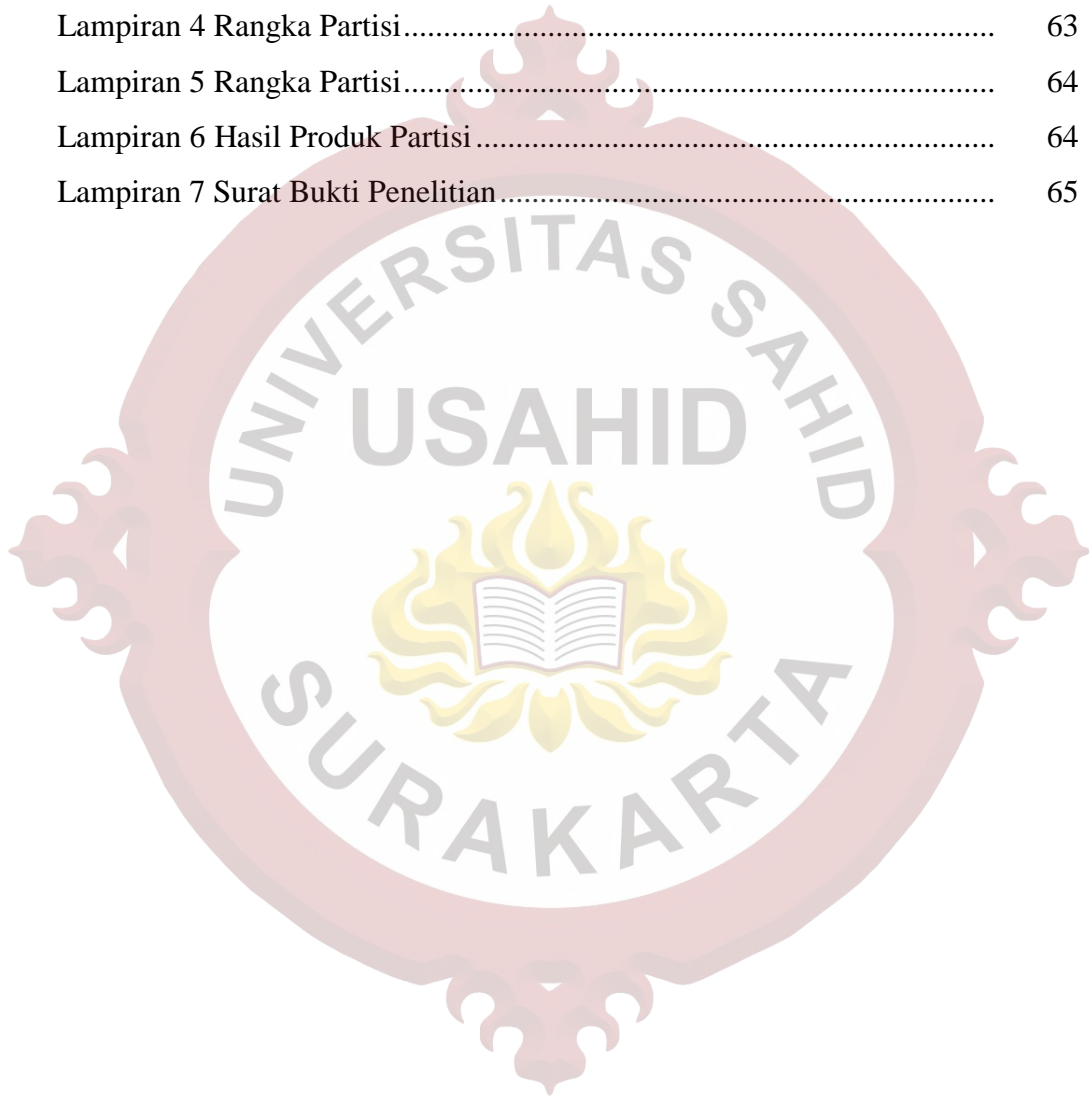 Lampiran 4 Rangka Partisi............................................................................ 63
Lampiran 5 Rangka Partisi............................................................................ 64
Lampiran 6 Hasil Produk Partisi................................................................... 64
Lampiran 7 Surat Bukti Penelitian................................................................ 65
UNIVERSITAS SAHID
USAHID
SURAKARTA